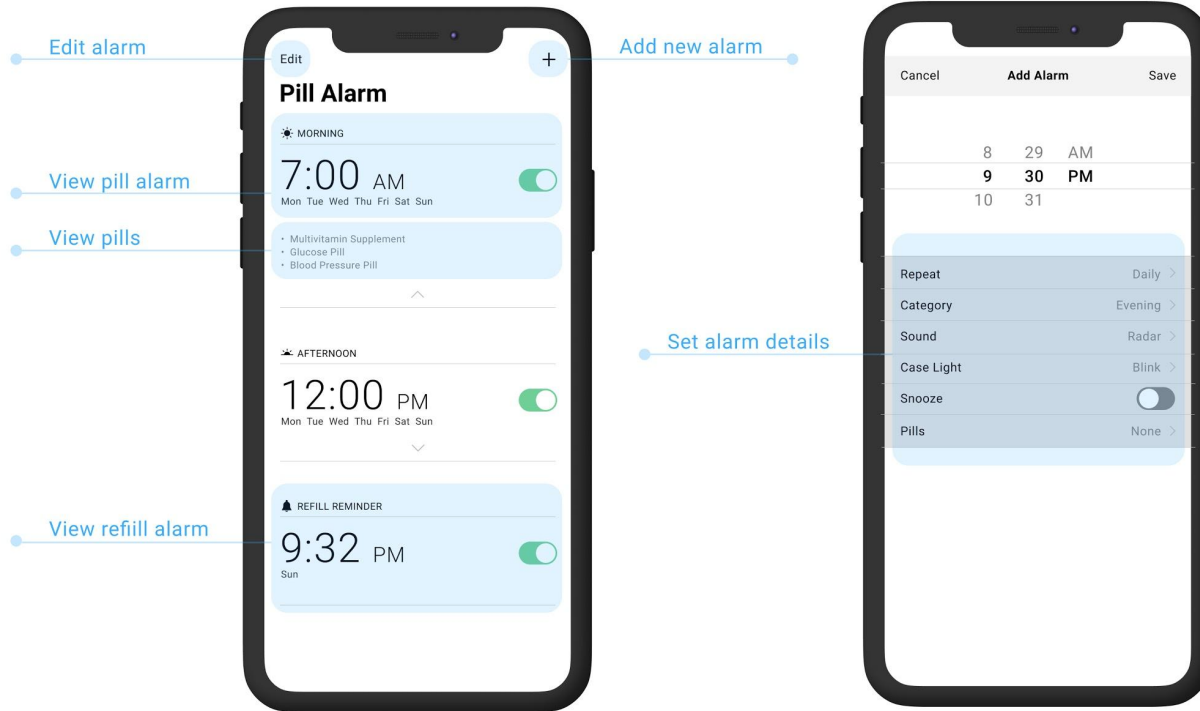 Edit alarm
View pill alarm
View pills
View refiill alarm
Edit
+
Pill Alarm
MORNING
7:00 AM
Mon Tue Wed Thu Fri Sat Sun
• Multivitamin Supplement
• Glucose Pill
• Blood Pressure Pill
AFTERNOON
12:00 PM
Mon Tue Wed Thu Fri Sat Sun
REFILL REMINDER
9:32 PM
Sun
Add new alarm
Set alarm details
Cancel Add Alarm Save
8 29 AM
9 30 PM
10 31
Repeat Daily >
Category Evening >
Sound Radar >
Case Light Blink >
Snooze
Pills None >